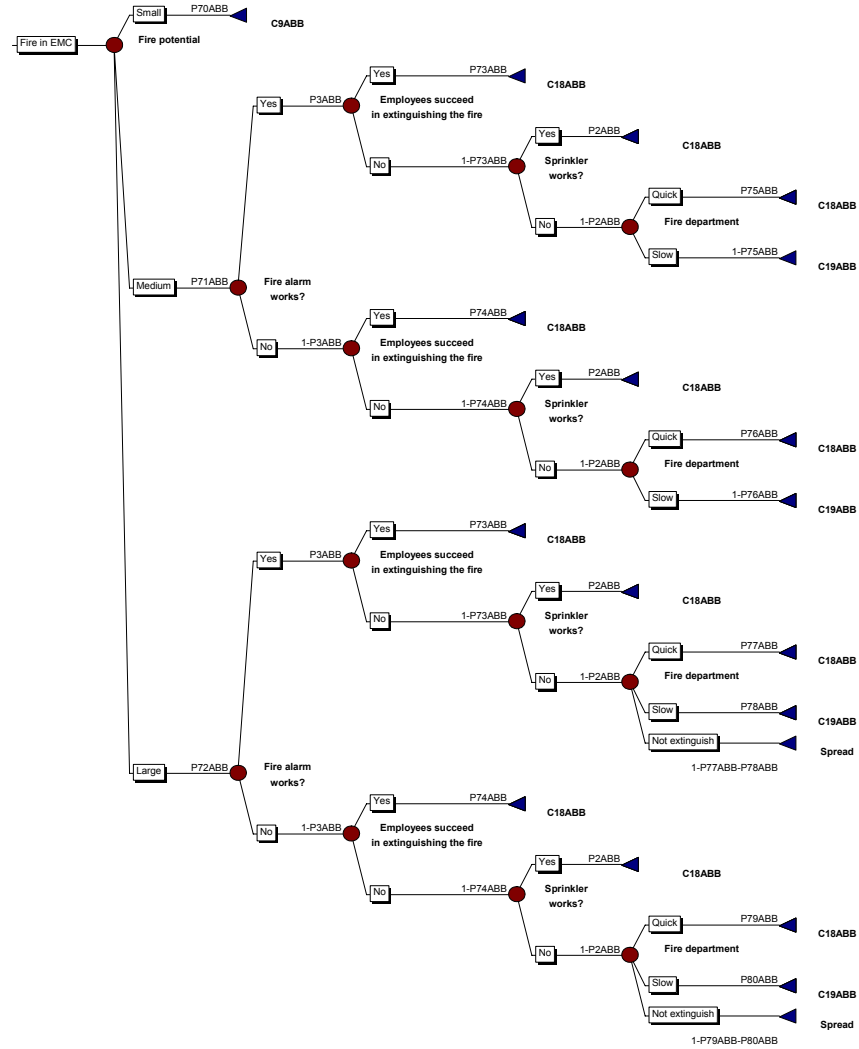 Small P70ABB
C9ABB
Fire in EMC
Fire potential
Yes P73ABB
C18ABB
Yes P3ABB
Employees succeed
in extinguishing the fire
Yes P2ABB
C18ABB
No 1-P73ABB
Sprinkler
works?
Quick P75ABB
C18ABB
No 1-P2ABB
Fire department
Slow 1-P75ABB
C19ABB
Medium P71ABB
Fire alarm
works?
Yes P74ABB
C18ABB
No 1-P3ABB
Employees succeed
in extinguishing the fire
Yes P2ABB
C18ABB
No 1-P74ABB
Sprinkler
works?
Quick P76ABB
C18ABB
No 1-P2ABB
Fire department
Slow 1-P76ABB
C19ABB
Yes P73ABB
C18ABB
Yes P3ABB
Employees succeed
in extinguishing the fire
Yes P2ABB
C18ABB
No 1-P73ABB
Sprinkler
works?
Quick P77ABB
C18ABB
No 1-P2ABB
Fire department
Slow P78ABB
C19ABB
Not extinguish
Spread
1-P77ABB-P78ABB
Large P72ABB
Fire alarm
works?
Yes P74ABB
C18ABB
No 1-P3ABB
Employees succeed
in extinguishing the fire
Yes P2ABB
C18ABB
No 1-P74ABB
Sprinkler
works?
Quick P79ABB
C18ABB
No 1-P2ABB
Fire department
Slow P80ABB
C19ABB
Not extinguish
Spread
1-P79ABB-P80ABB